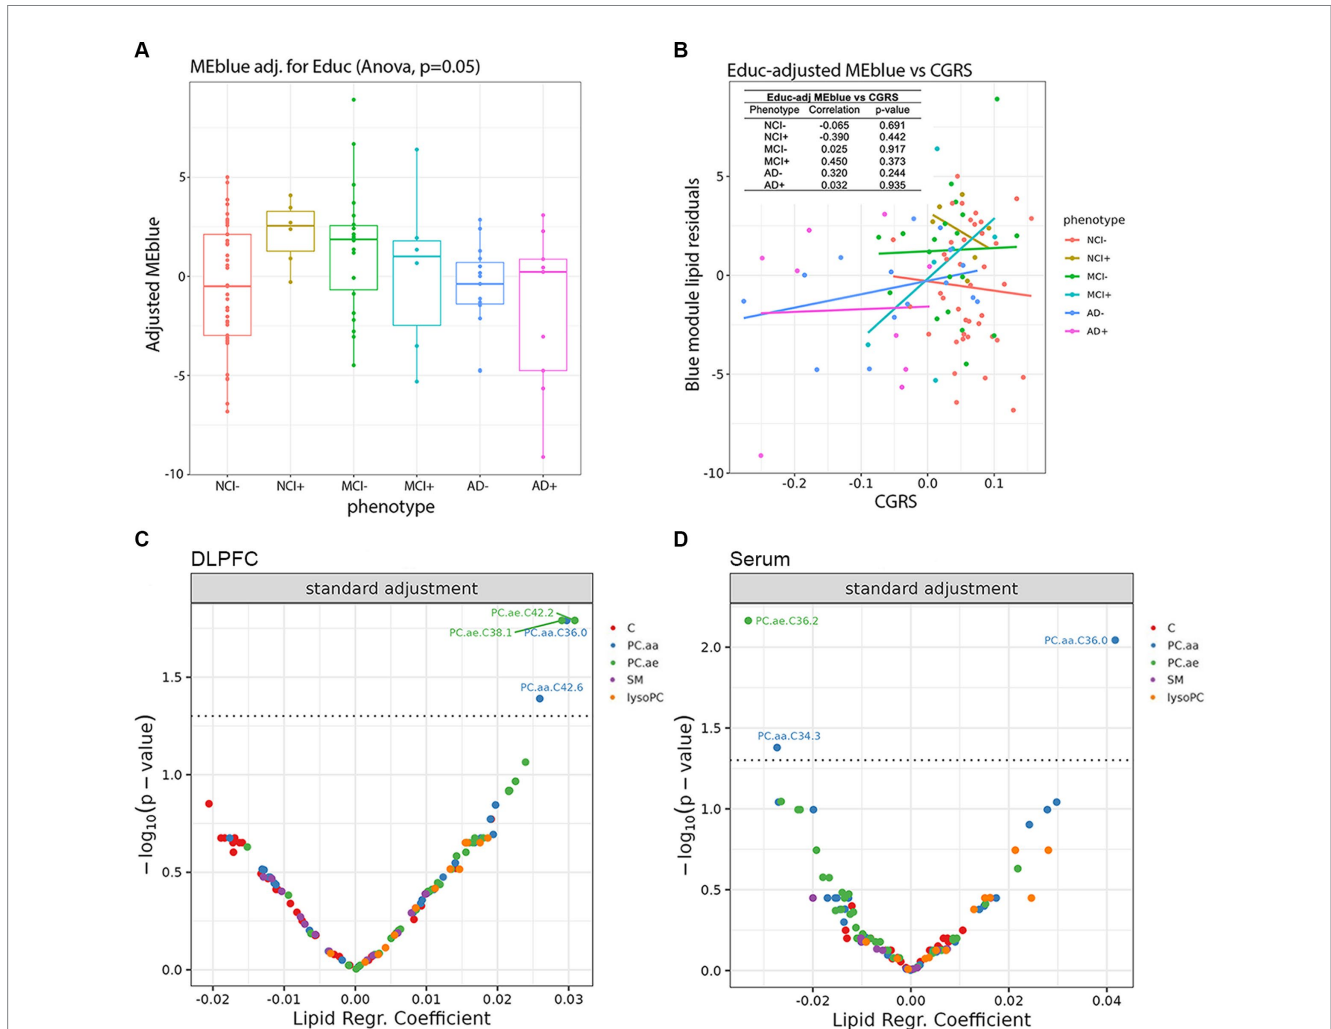 A
MEblue adj. for Educ (Anova, p=0.05)
Adjusted MEblue
5
0
-5
-10
NCI- NCI+ MCI- MCI+ AD- AD+
phenotype
B
Educ-adjusted MEblue vs CGRS
Educ-adj MEblue vs CGRS
Phenotype Correlation p-value
NCI- -0.065 0.691
NCI+ -0.390 0.442
MCI- 0.025 0.917
MCI+ 0.450 0.373
AD- 0.320 0.244
AD+ 0.032 0.935
Blue module lipid residuals
5
0
-5
-10
-0.2 -0.1 0.0 0.1
CGRS
phenotype
NCI-
NCI+
MCI-
MCI+
AD-
AD+
C
DLPFC
standard adjustment
PC.ae.C42.2
PC.ae.C38.1 PC.aa.C36.0
PC.aa.C42.6
−log10(p − value)
1.5
1.0
0.5
0.0
-0.02 -0.01 0.00 0.01 0.02 0.03
Lipid Regr. Coefficient
C
PC.aa
PC.ae
SM
lysoPC
D
Serum
standard adjustment
PC.ae.C36.2
PC.aa.C36.0
PC.aa.C34.3
−log10(p − value)
2.0
1.5
1.0
0.5
0.0
-0.02 0.00 0.02 0.04
Lipid Regr. Coefficient
C
PC.aa
PC.ae
SM
lysoPC